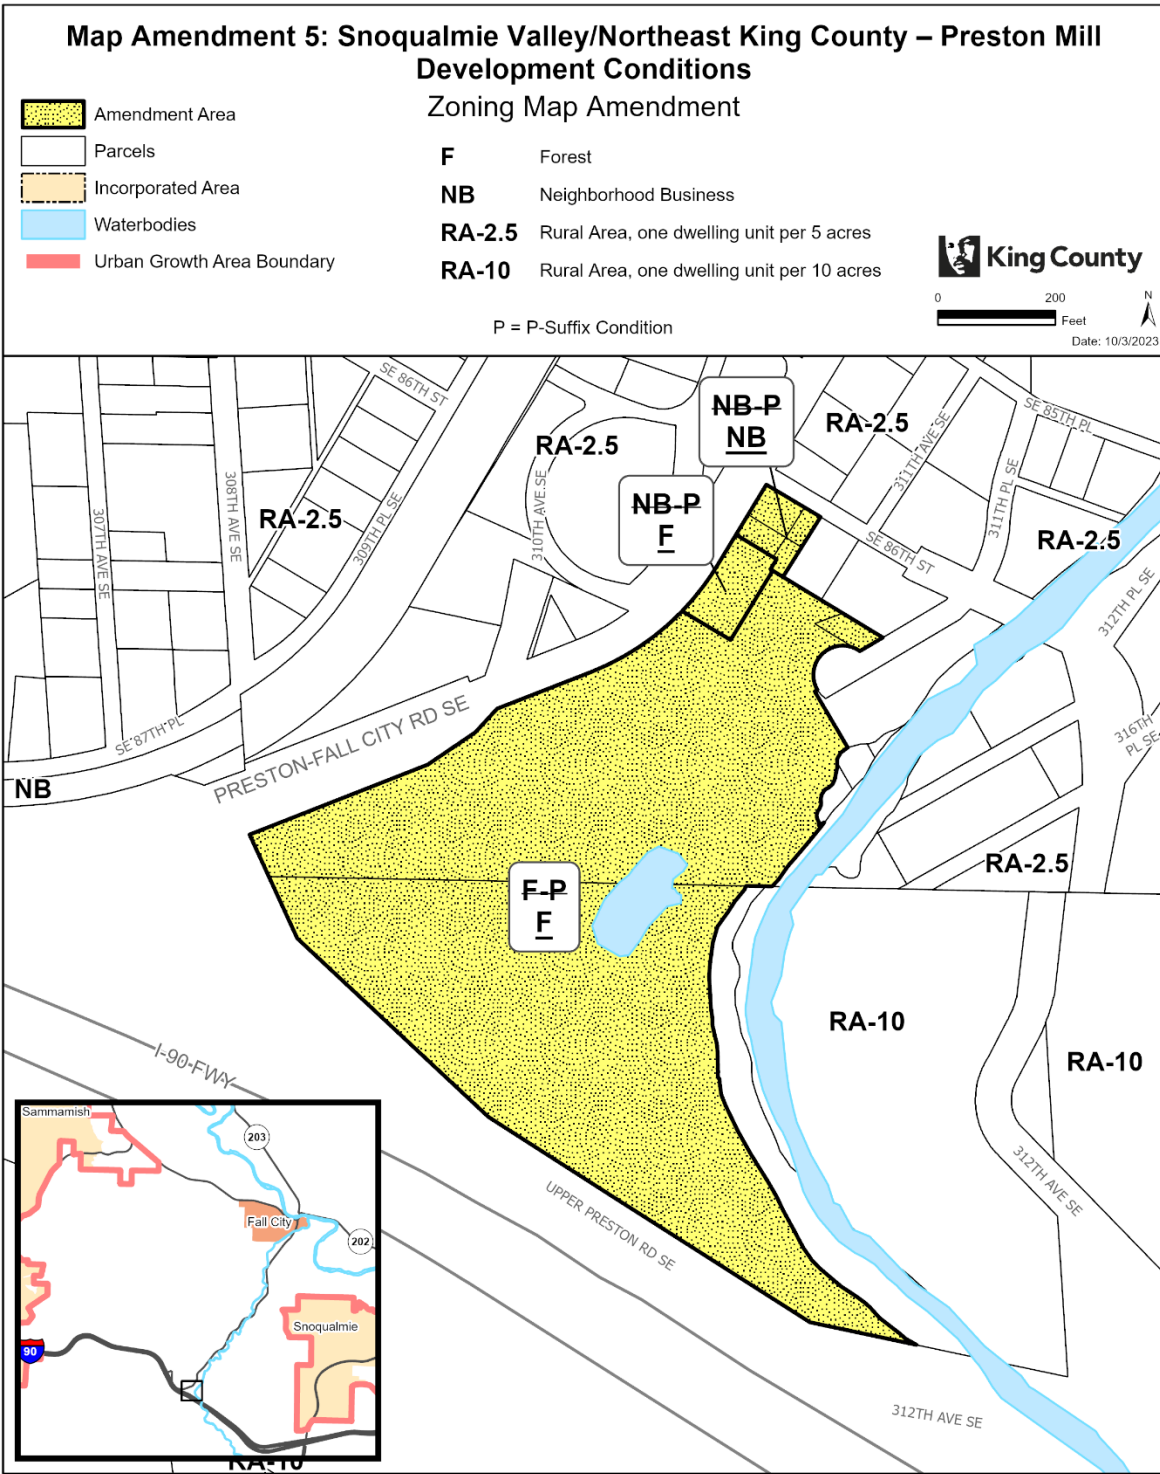 Map Amendment 5: Snoqualmie Valley/Northeast King County – Preston Mill
Development Conditions
Zoning Map Amendment
Amendment Area
Parcels
Incorporated Area
Waterbodies
Urban Growth Area Boundary
F Forest
NB Neighborhood Business
RA-2.5 Rural Area, one dwelling unit per 5 acres
RA-10 Rural Area, one dwelling unit per 10 acres
P = P-Suffix Condition
King County
0 200
Feet
N
Date: 10/3/2023
SE 86TH ST
NB-P
NB
RA-2.5
SE 85TH PL
RA-2.5
311TH AVE SE
308TH AVE SE
307TH AVE SE
RA-2.5
309TH PL SE
310TH AVE SE
NB-P
F
311TH PL SE
SE 86TH ST
RA-2.5
312TH PL SE
316TH
PL SE
SE 87TH PL
PRESTON-FALL CITY RD SE
NB
RA-2.5
F-P
F
RA-10
RA-10
I-90 FWY
312TH AVE SE
UPPER PRESTON RD SE
312TH AVE SE
Sammamish
203
Fall City
202
Snoqualmie
90
RA-10